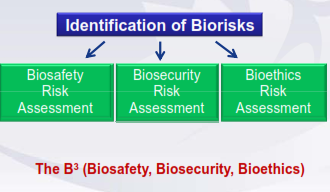 Identification of Biorisks
Biosafety
Risk
Assessment
Biosecurity
Risk
Assessment
Bioethics
Risk
Assessment
The B³ (Biosafety, Biosecurity, Bioethics)